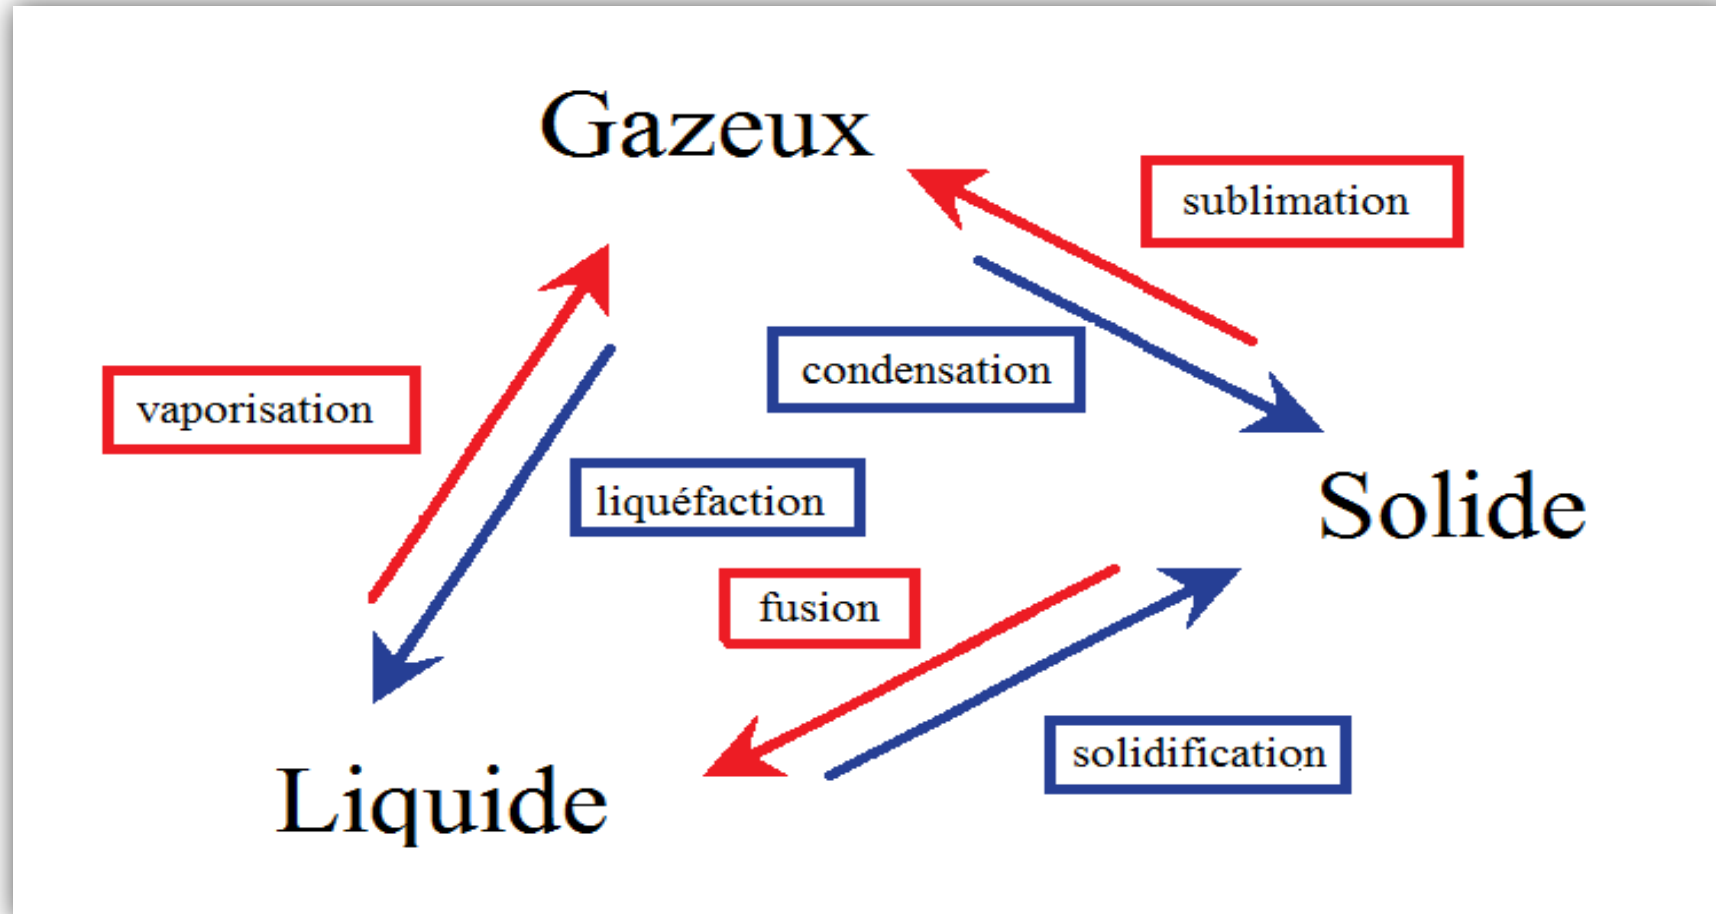 Gazeux
sublimation
condensation
vaporisation
liquéfaction
Solide
fusion
solidification
Liquide